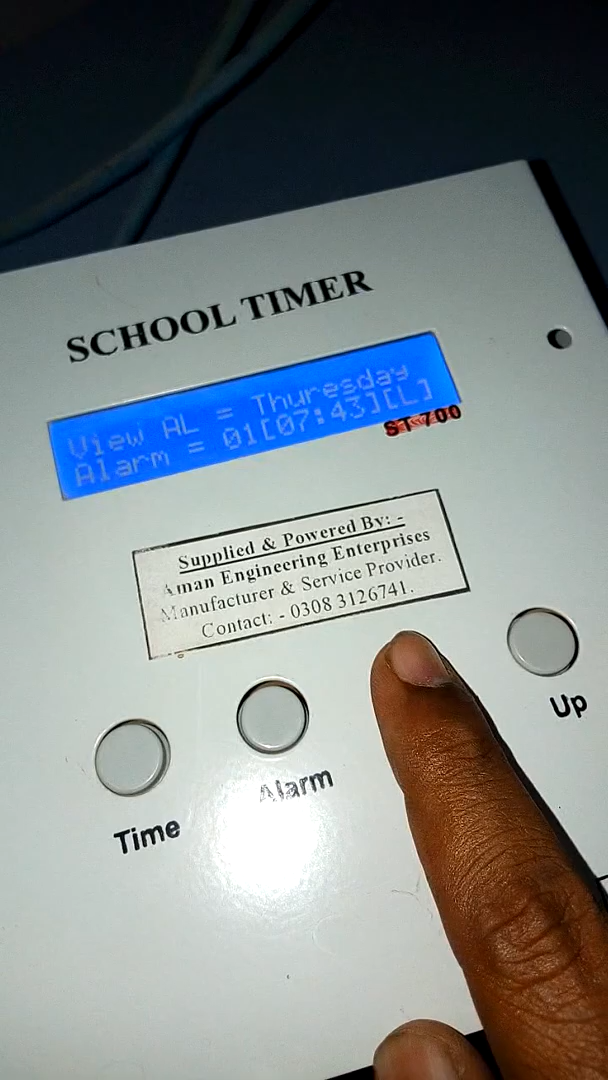 SCHOOL TIMER
View AL = Thuresday
Alarm = 01[07:43][L]
ST-700
Supplied & Powered By: -
Aman Engineering Enterprises
Manufacturer & Service Provider.
Contact: - 0308 3126741.
Up
Alarm
Time